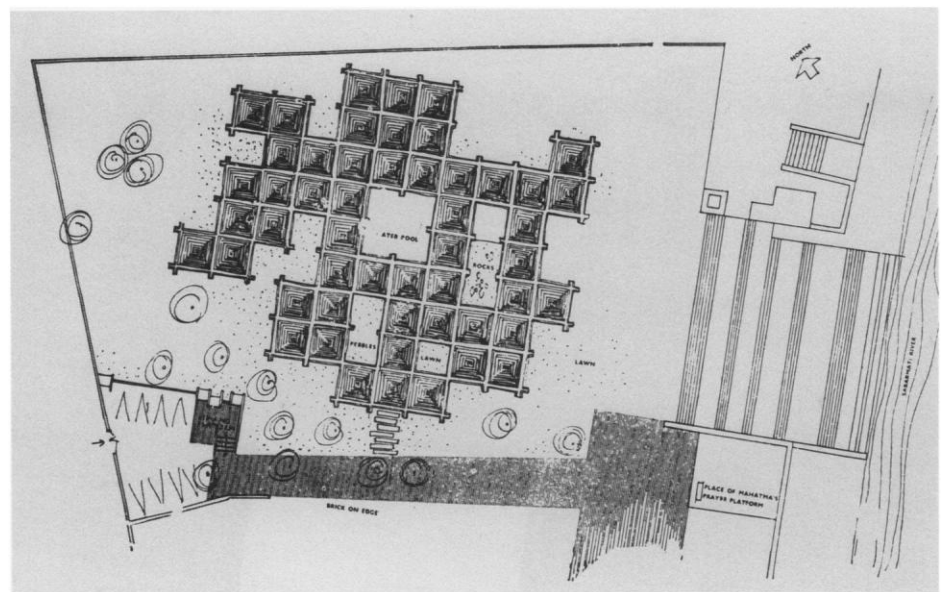 NORTH
ATER POOL
ROCKS
PEBBLES
LAWN
LAWN
SABARMATI RIVER
PLACE OF MAHATMA'S
PRAYER PLATFORM
BRICK ON EDGE